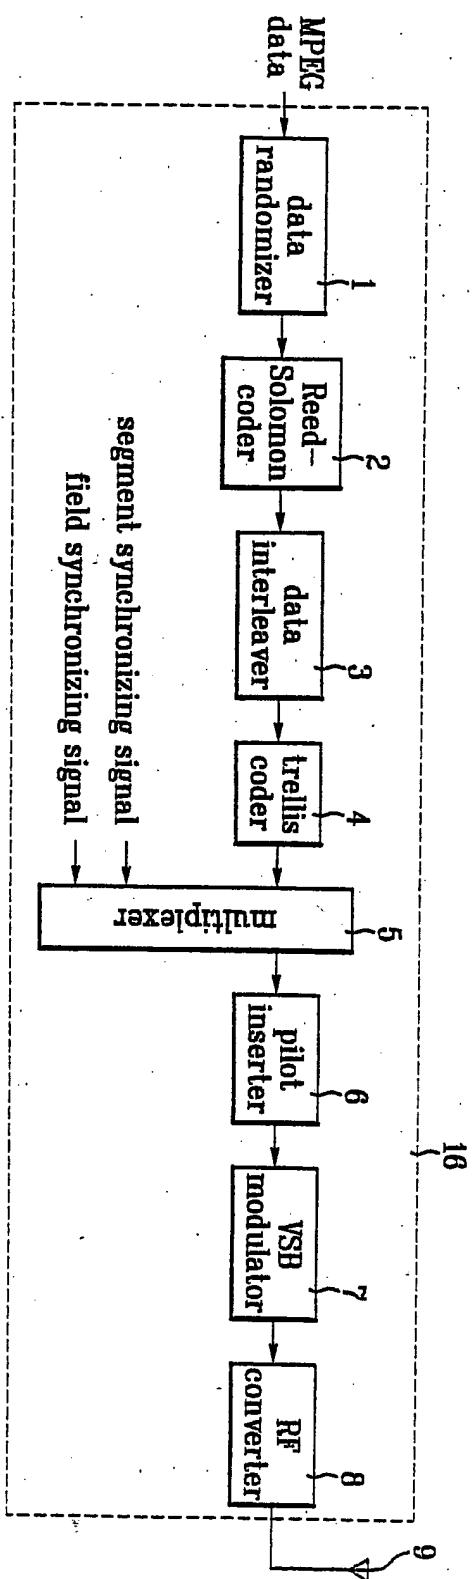 MPEG
data
data
randomizer
1
Reed-
Solomon
coder
2
data
interleaver
3
trellis
coder
4
segment synchronizing signal
field synchronizing signal
multiplexer
5
pilot
inserter
6
VSB
modulator
7
RF
converter
8
9
16